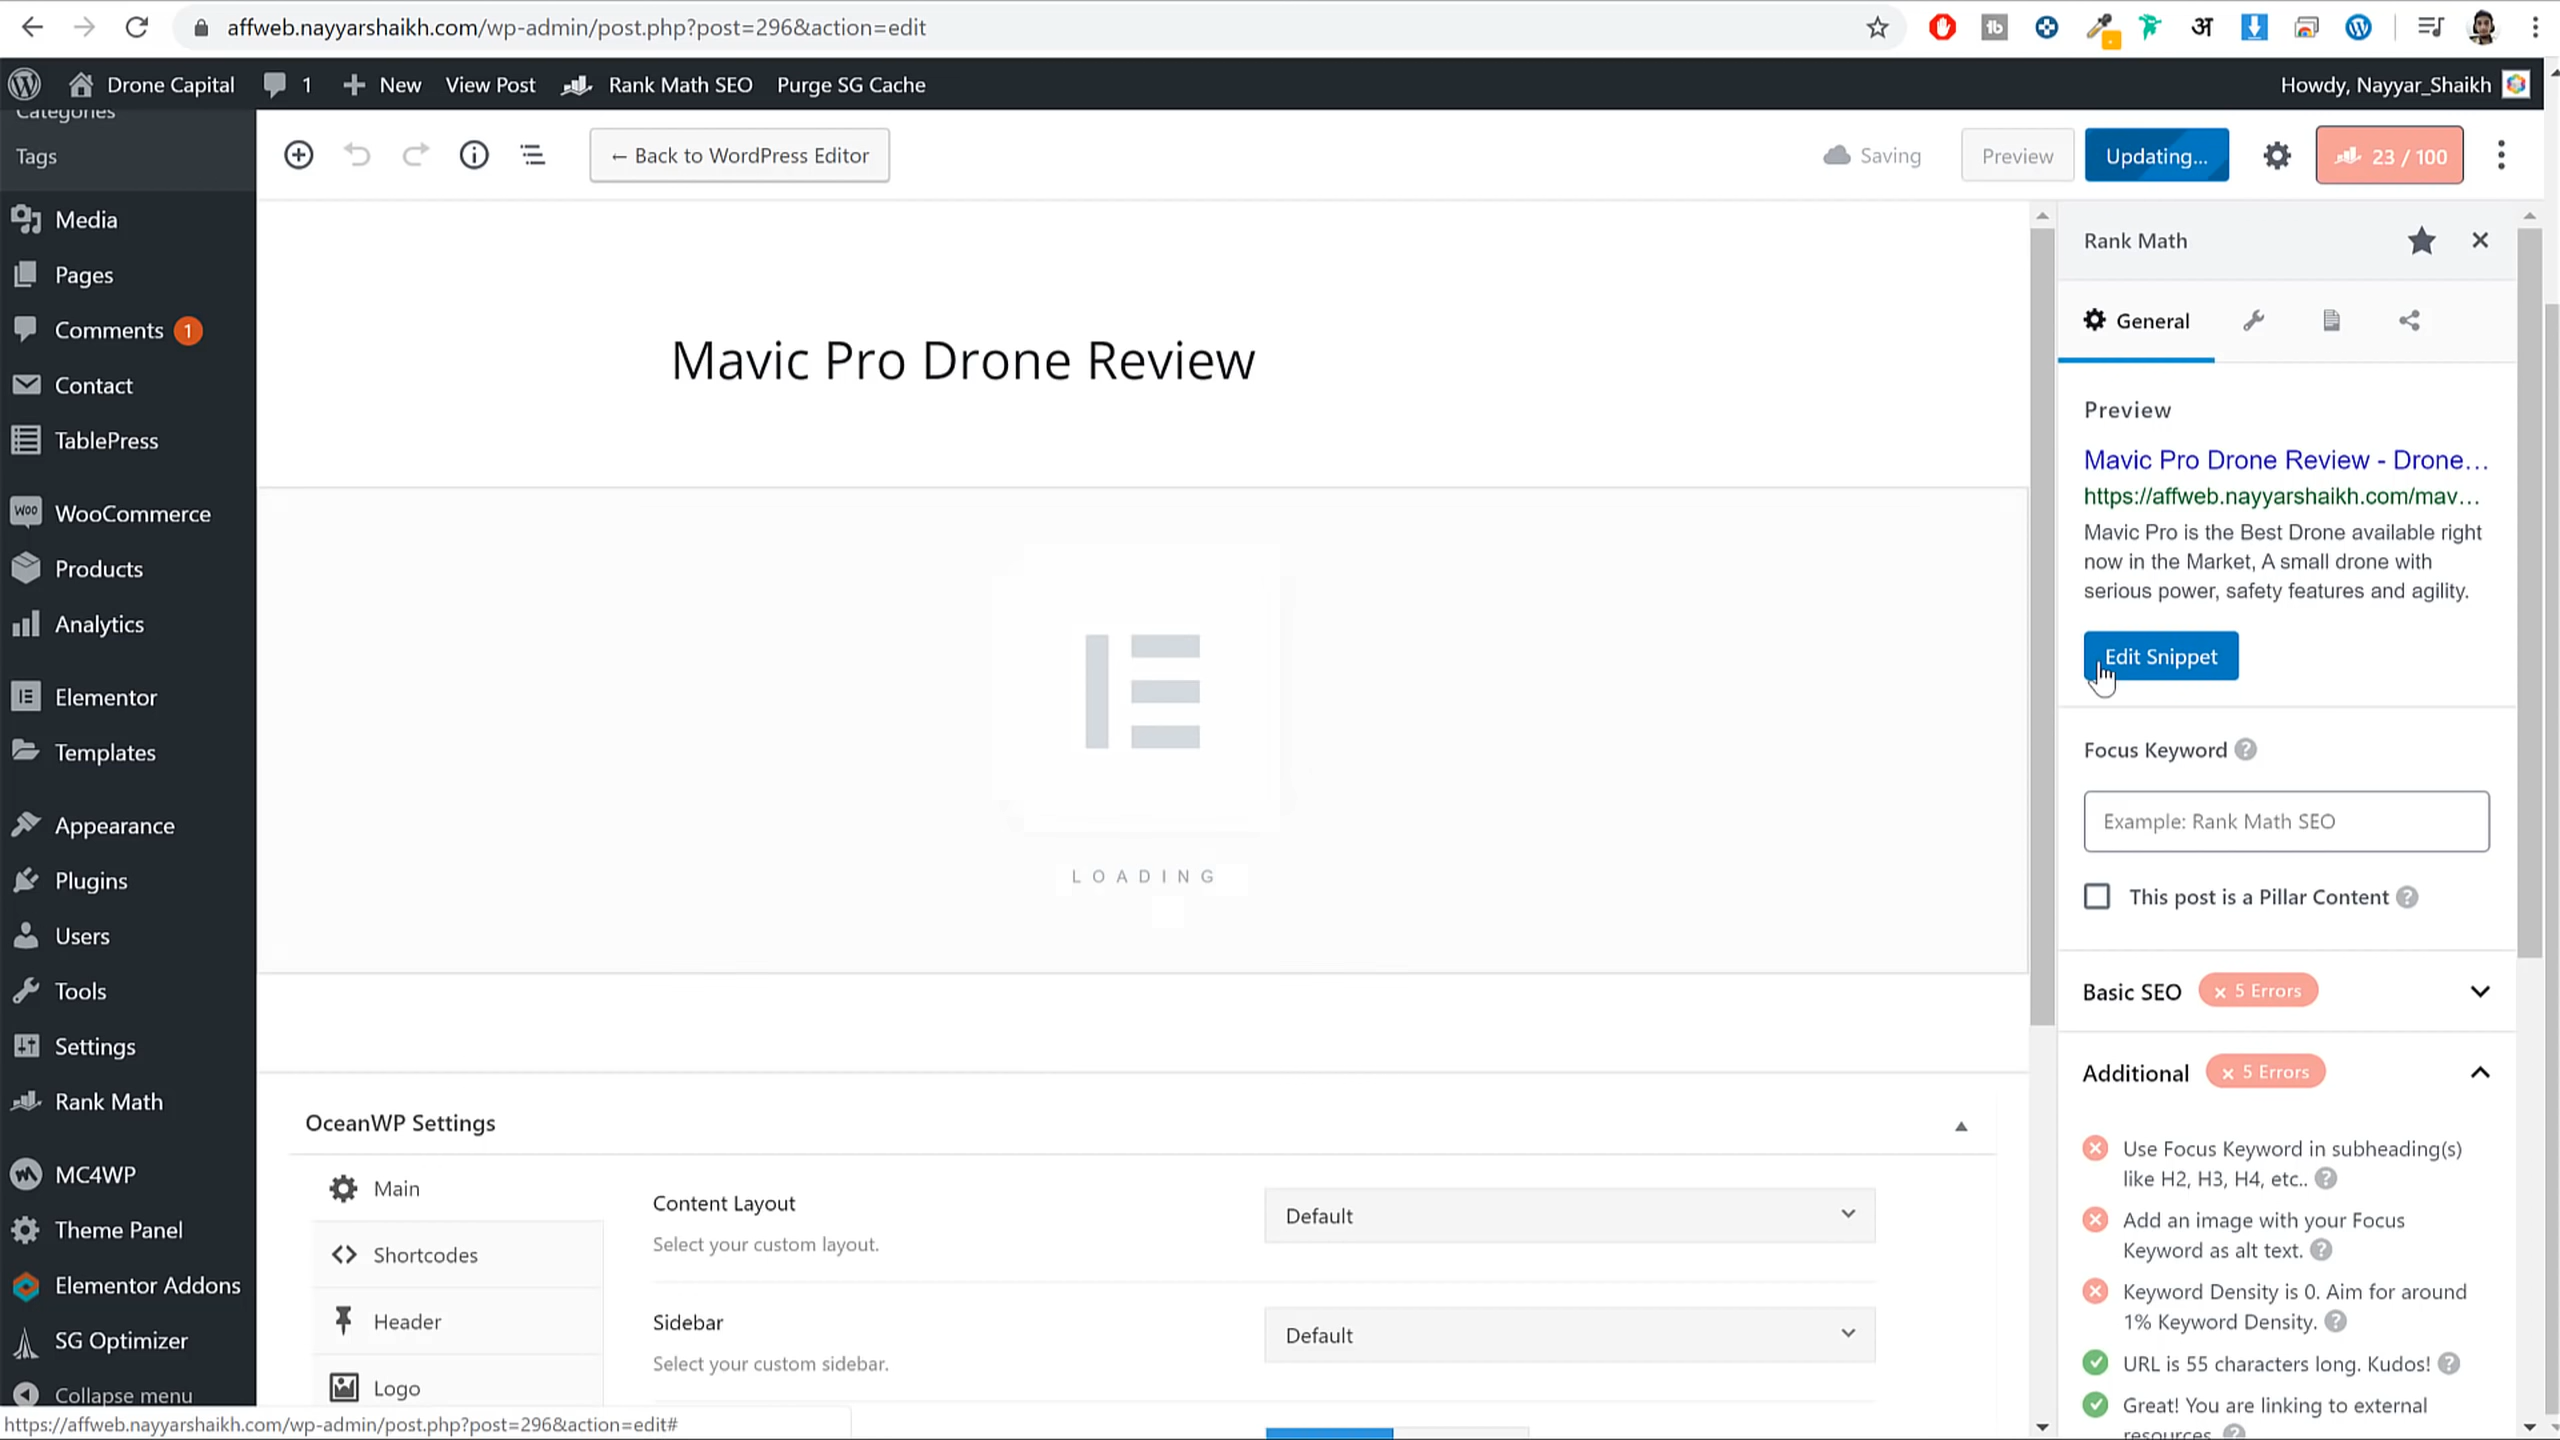 affweb.nayyarshaikh.com/wp-admin/post.php?post=296&action=edit
Drone Capital
1
New
View Post
Rank Math SEO
Purge SG Cache
Howdy, Nayyar_Shaikh
Categories
Tags
Media
Pages
Comments 1
Contact
TablePress
WooCommerce
Products
Analytics
Elementor
Templates
Appearance
Plugins
Users
Tools
Settings
Rank Math
MC4WP
Theme Panel
Elementor Addons
SG Optimizer
Collapse menu
← Back to WordPress Editor
Saving
Preview
Updating...
23 / 100
Mavic Pro Drone Review
LOADING
OceanWP Settings
Main
Shortcodes
Header
Logo
Content Layout
Select your custom layout.
Default
Sidebar
Select your custom sidebar.
Default
Rank Math
General
Preview
Mavic Pro Drone Review - Drone...
https://affweb.nayyarshaikh.com/mav...
Mavic Pro is the Best Drone available right
now in the Market, A small drone with
serious power, safety features and agility.
Edit Snippet
Focus Keyword
Example: Rank Math SEO
This post is a Pillar Content
Basic SEO × 5 Errors
Additional × 5 Errors
Use Focus Keyword in subheading(s)
like H2, H3, H4, etc..
Add an image with your Focus
Keyword as alt text.
Keyword Density is 0. Aim for around
1% Keyword Density.
URL is 55 characters long. Kudos!
Great! You are linking to external
resources.
https://affweb.nayyarshaikh.com/wp-admin/post.php?post=296&action=edit#